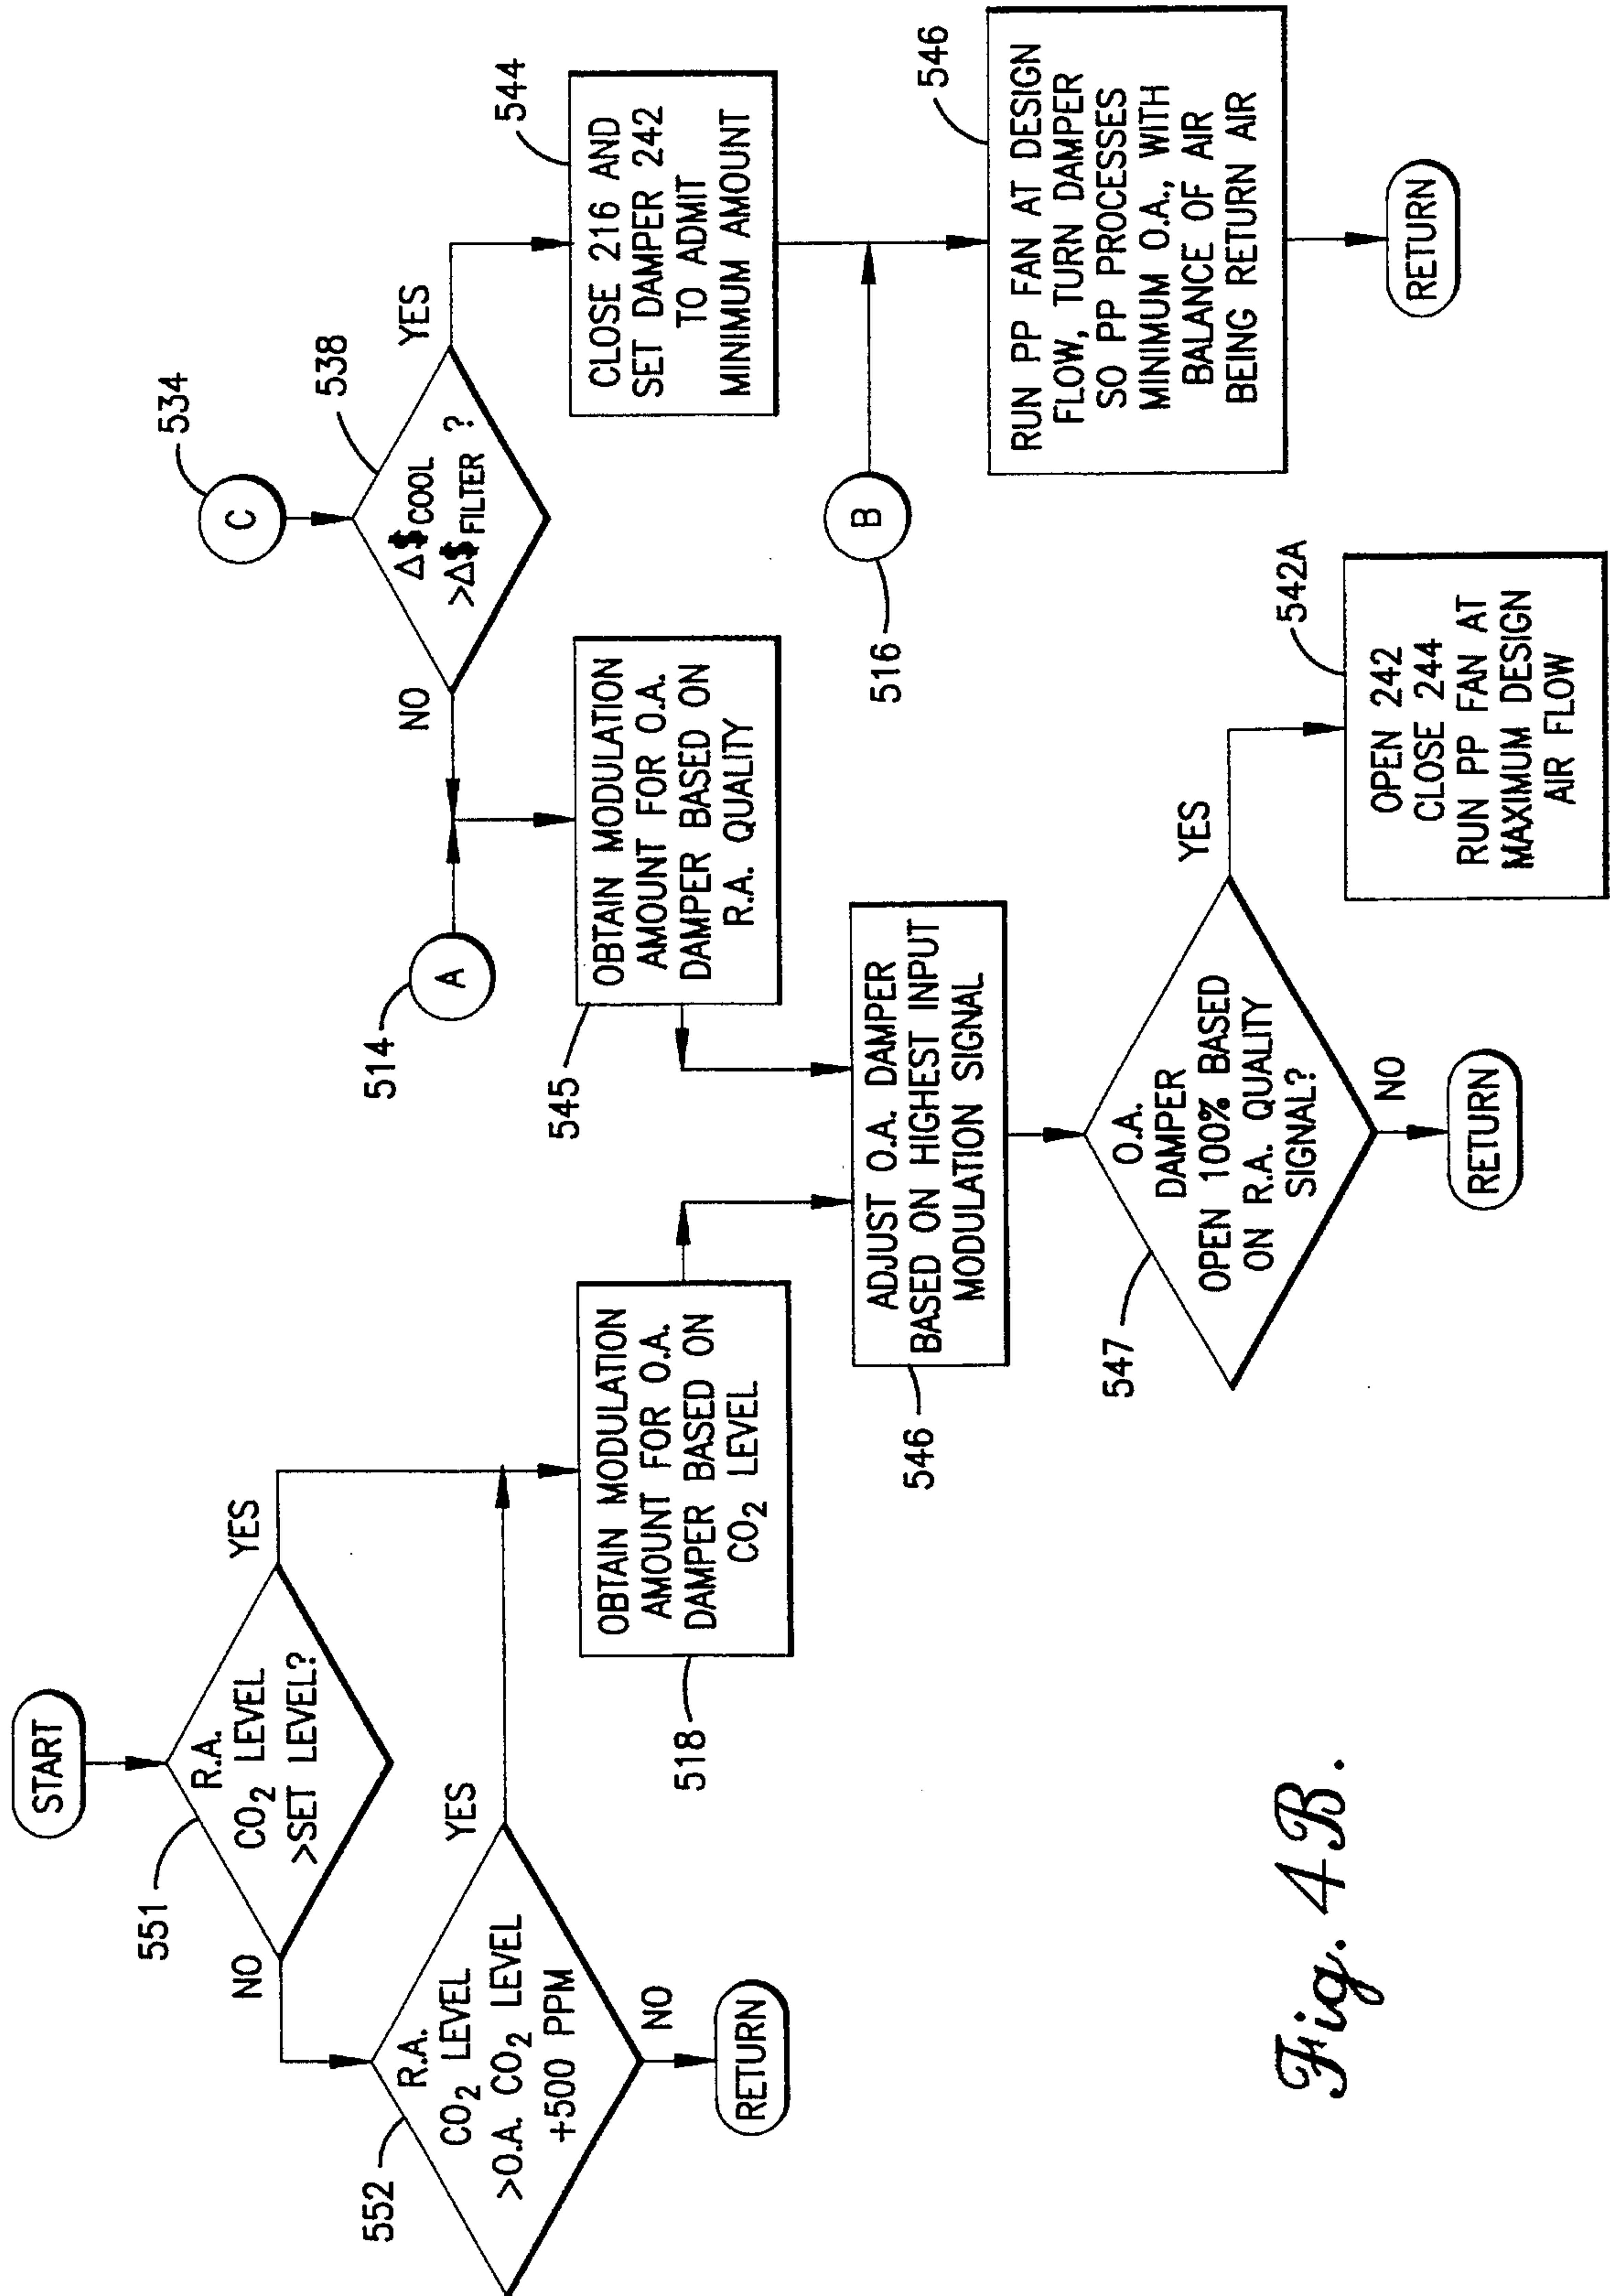 START
551
R.A.
CO₂ LEVEL
>SET LEVEL?
YES
NO
552
R.A.
CO₂ LEVEL
>O.A. CO₂ LEVEL
+500 PPM
YES
NO
RETURN
518
OBTAIN MODULATION
AMOUNT FOR O.A.
DAMPER BASED ON
CO₂ LEVEL
534
C
538
Δ$COOL
>Δ$FILTER ?
YES
NO
514
A
545
OBTAIN MODULATION
AMOUNT FOR O.A.
DAMPER BASED ON
R.A. QUALITY
544
CLOSE 216 AND
SET DAMPER 242
TO ADMIT
MINIMUM AMOUNT
516
B
546
RUN PP FAN AT DESIGN
FLOW, TURN DAMPER
SO PP PROCESSES
MINIMUM O.A., WITH
BALANCE OF AIR
BEING RETURN AIR
RETURN
546
ADJUST O.A. DAMPER
BASED ON HIGHEST INPUT
MODULATION SIGNAL
547
O.A.
DAMPER
OPEN 100% BASED
ON R.A. QUALITY
SIGNAL?
YES
NO
RETURN
542A
OPEN 242
CLOSE 244
RUN PP FAN AT
MAXIMUM DESIGN
AIR FLOW
Fig. 4B.